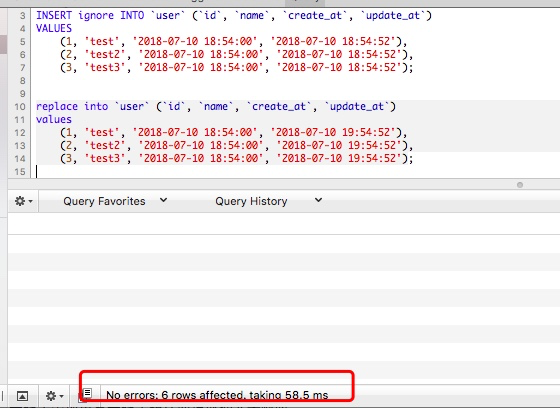 3 INSERT ignore INTO `user` (`id`, `name`, `create_at`, `update_at`)
4 VALUES
5 (1, 'test', '2018-07-10 18:54:00', '2018-07-10 18:54:52'),
6 (2, 'test2', '2018-07-10 18:54:00', '2018-07-10 18:54:52'),
7 (3, 'test3', '2018-07-10 18:54:00', '2018-07-10 18:54:52');
8
9
10 replace into `user` (`id`, `name`, `create_at`, `update_at`)
11 values
12 (1, 'test', '2018-07-10 18:54:00', '2018-07-10 19:54:52'),
13 (2, 'test2', '2018-07-10 18:54:00', '2018-07-10 19:54:52'),
14 (3, 'test3', '2018-07-10 18:54:00', '2018-07-10 19:54:52');
15
Query Favorites Query History
No errors; 6 rows affected, taking 58.5 ms